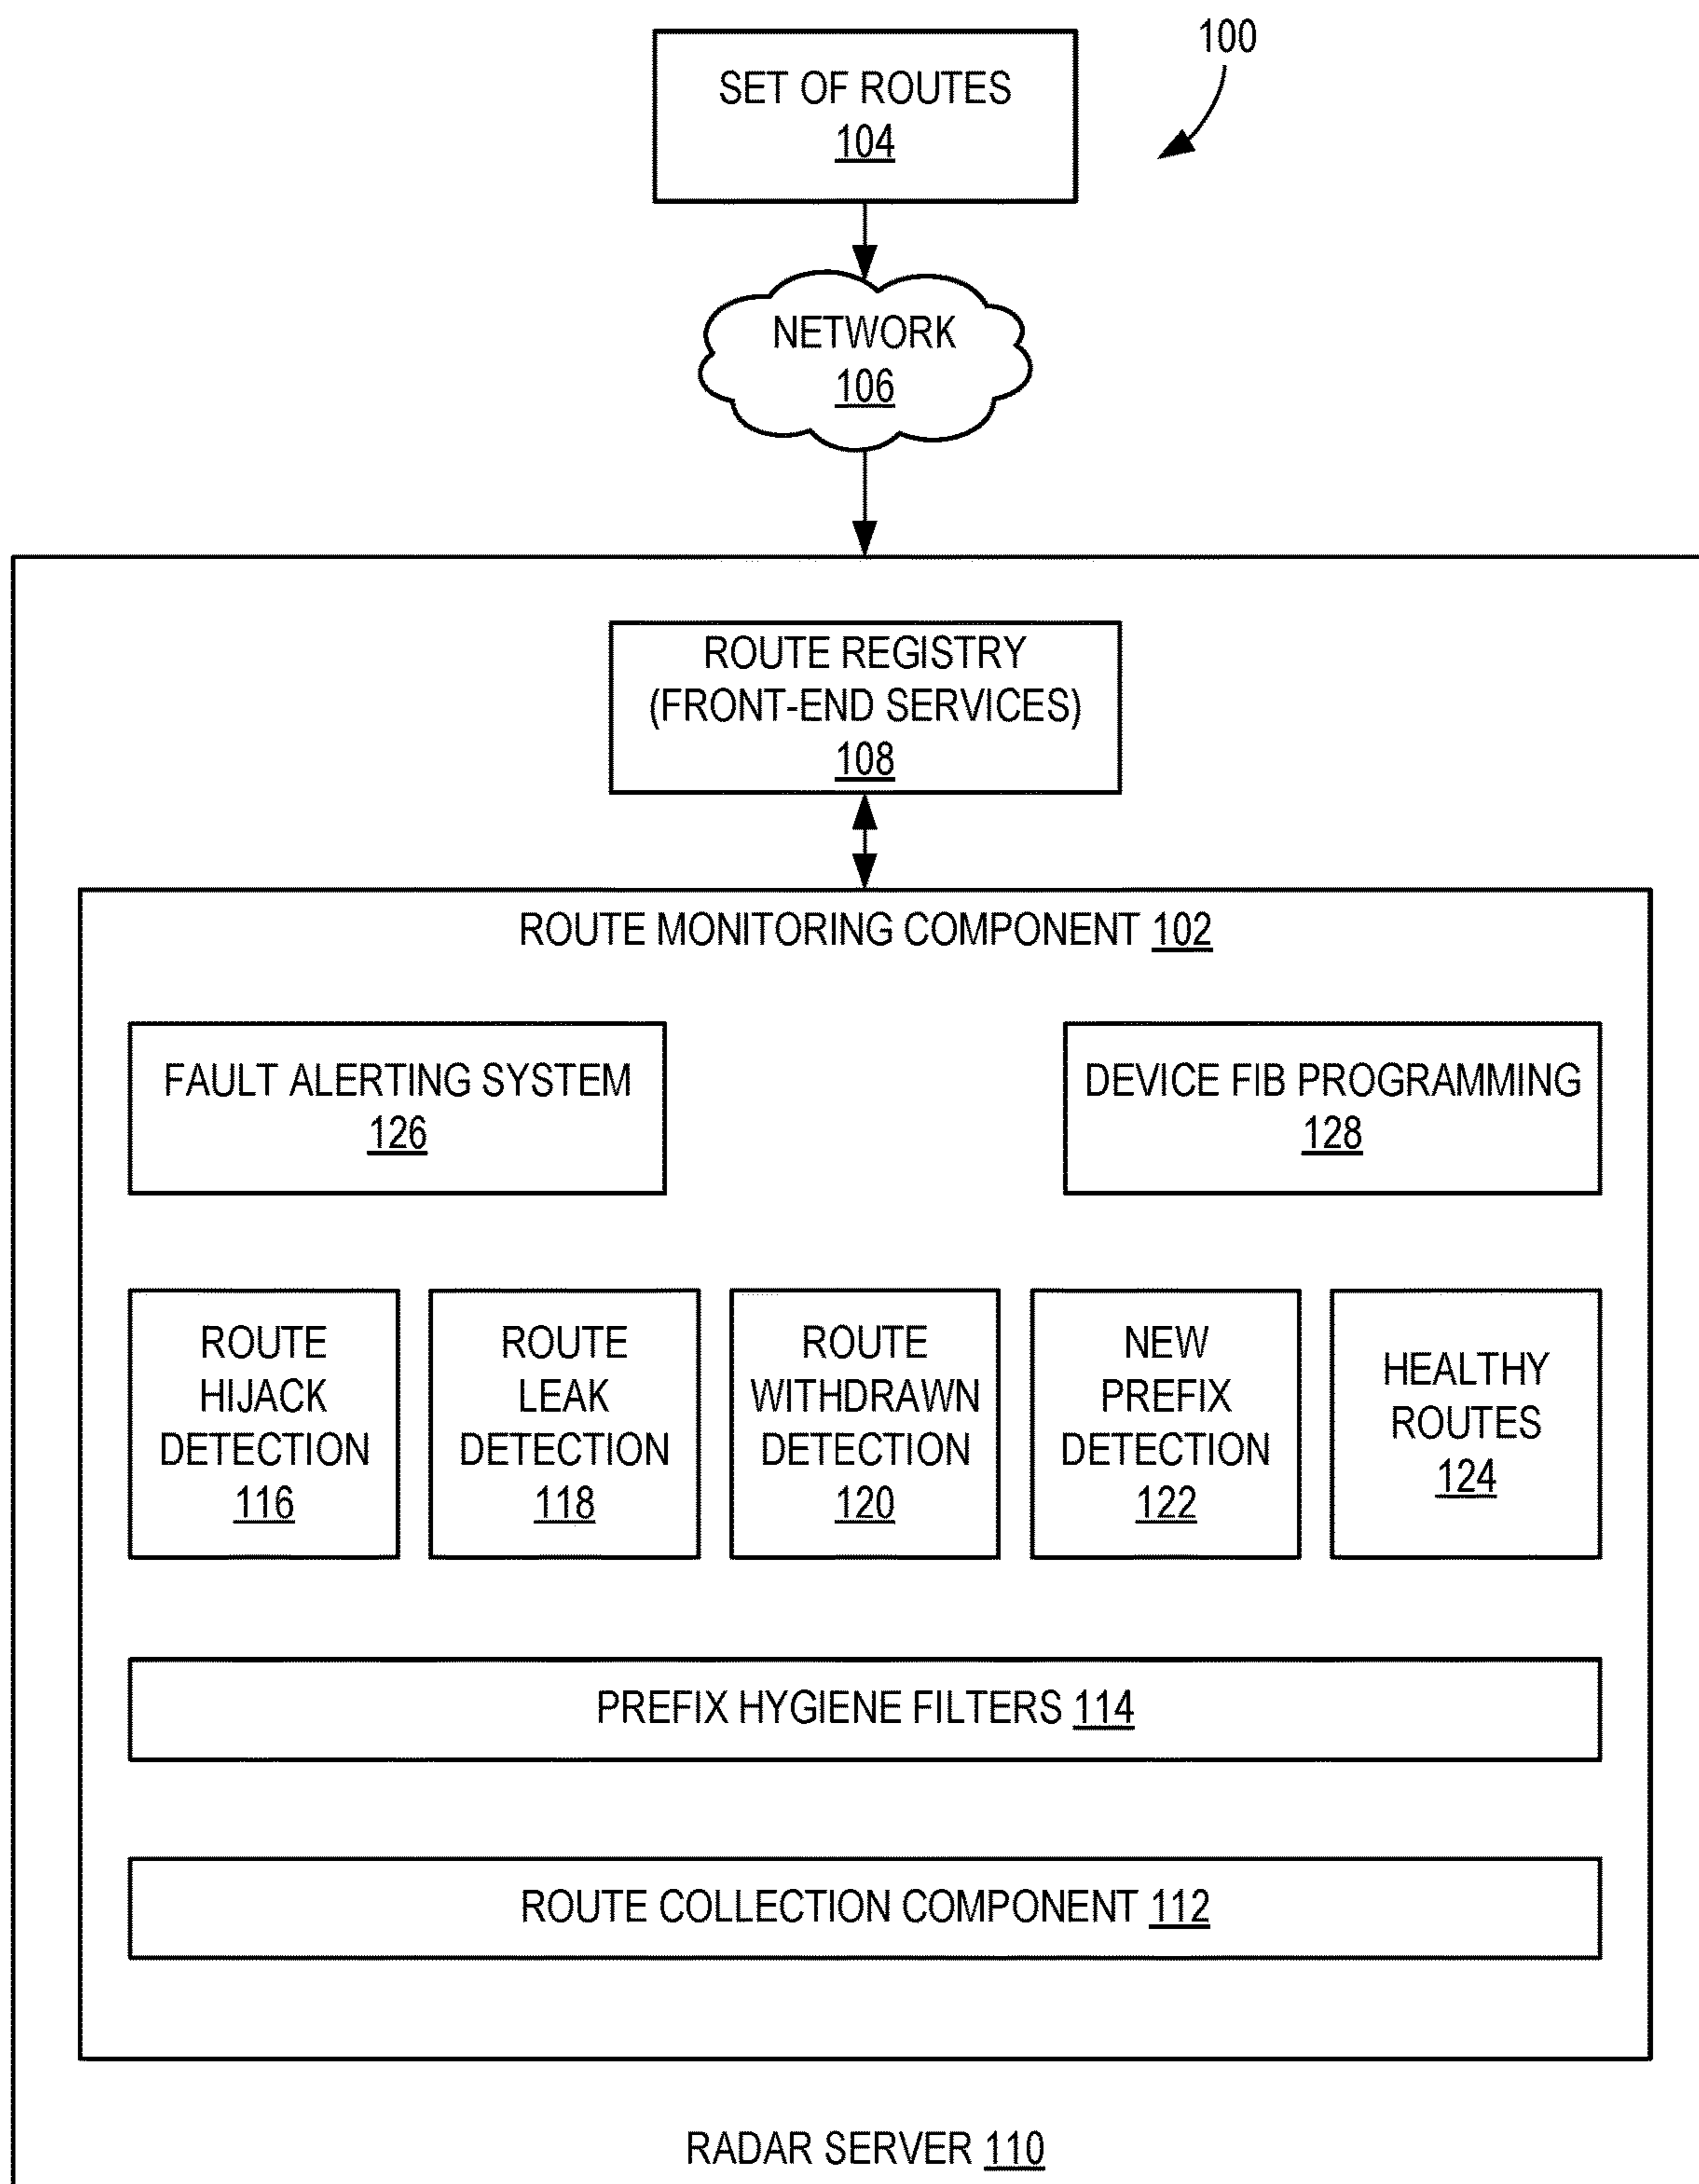 100
SET OF ROUTES
104
NETWORK
106
ROUTE REGISTRY
(FRONT-END SERVICES)
108
ROUTE MONITORING COMPONENT 102
FAULT ALERTING SYSTEM
126
DEVICE FIB PROGRAMMING
128
ROUTE
HIJACK
DETECTION
116
ROUTE
LEAK
DETECTION
118
ROUTE
WITHDRAWN
DETECTION
120
NEW
PREFIX
DETECTION
122
HEALTHY
ROUTES
124
PREFIX HYGIENE FILTERS 114
ROUTE COLLECTION COMPONENT 112
RADAR SERVER 110